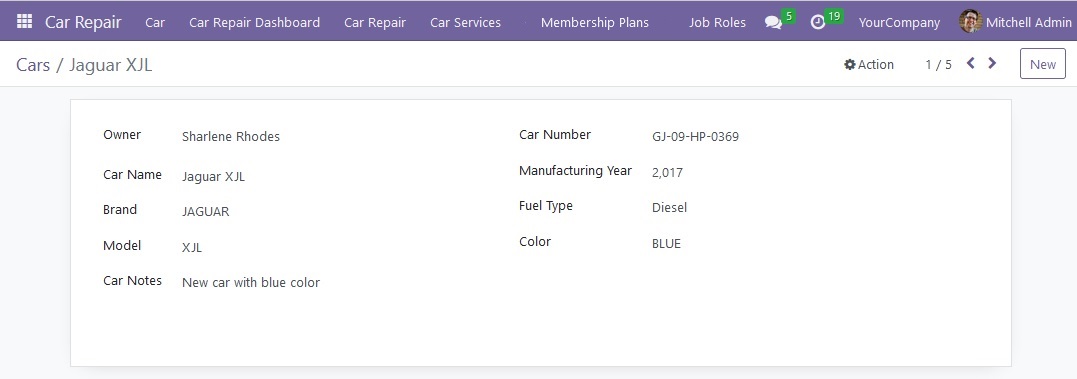 Car Repair Car Car Repair Dashboard Car Repair Car Services Membership Plans Job Roles 5 19 YourCompany Mitchell Admin
Cars / Jaguar XJL Action 1 / 5 New
Owner Sharlene Rhodes Car Number GJ-09-HP-0369
Car Name Jaguar XJL Manufacturing Year 2,017
Brand JAGUAR Fuel Type Diesel
Model XJL Color BLUE
Car Notes New car with blue color